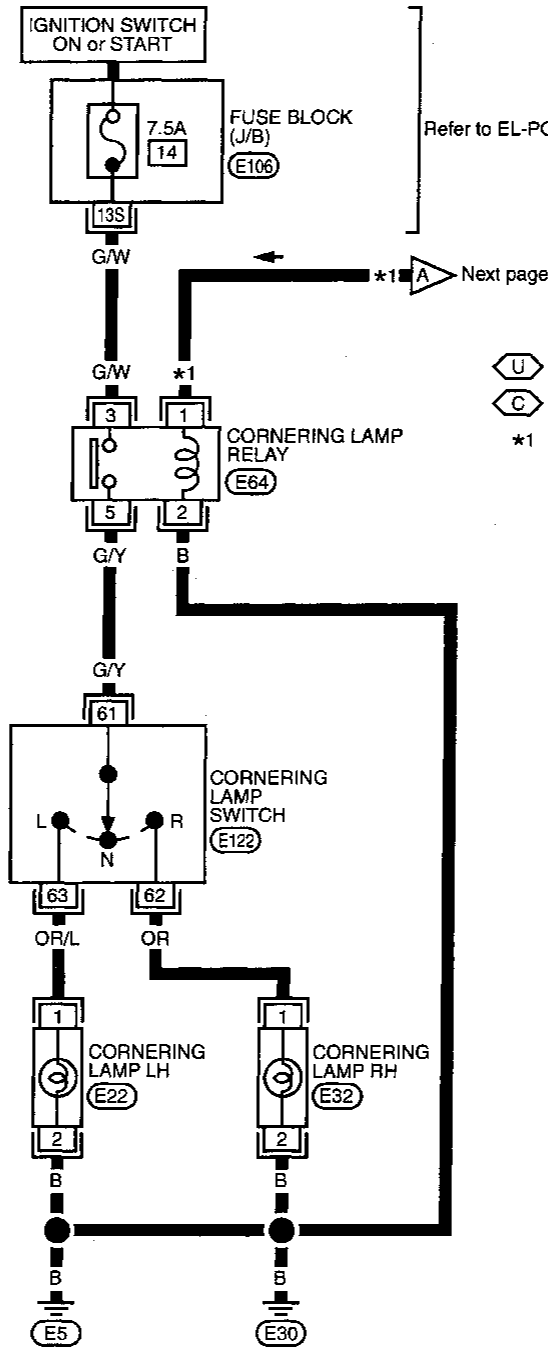 IGNITION SWITCH
ON or START
7.5A
14
FUSE BLOCK
(J/B)
E106
Refer to EL-PO
13S
G/W
*1
A
Next page
G/W
*1
U
C
*1
3
1
CORNERING LAMP
RELAY
E64
5
2
G/Y
B
G/Y
61
CORNERING
LAMP
SWITCH
E122
L
R
N
63
62
OR/L
OR
1
1
CORNERING
LAMP LH
E22
CORNERING
LAMP RH
E32
2
2
B
B
B
B
E5
E30